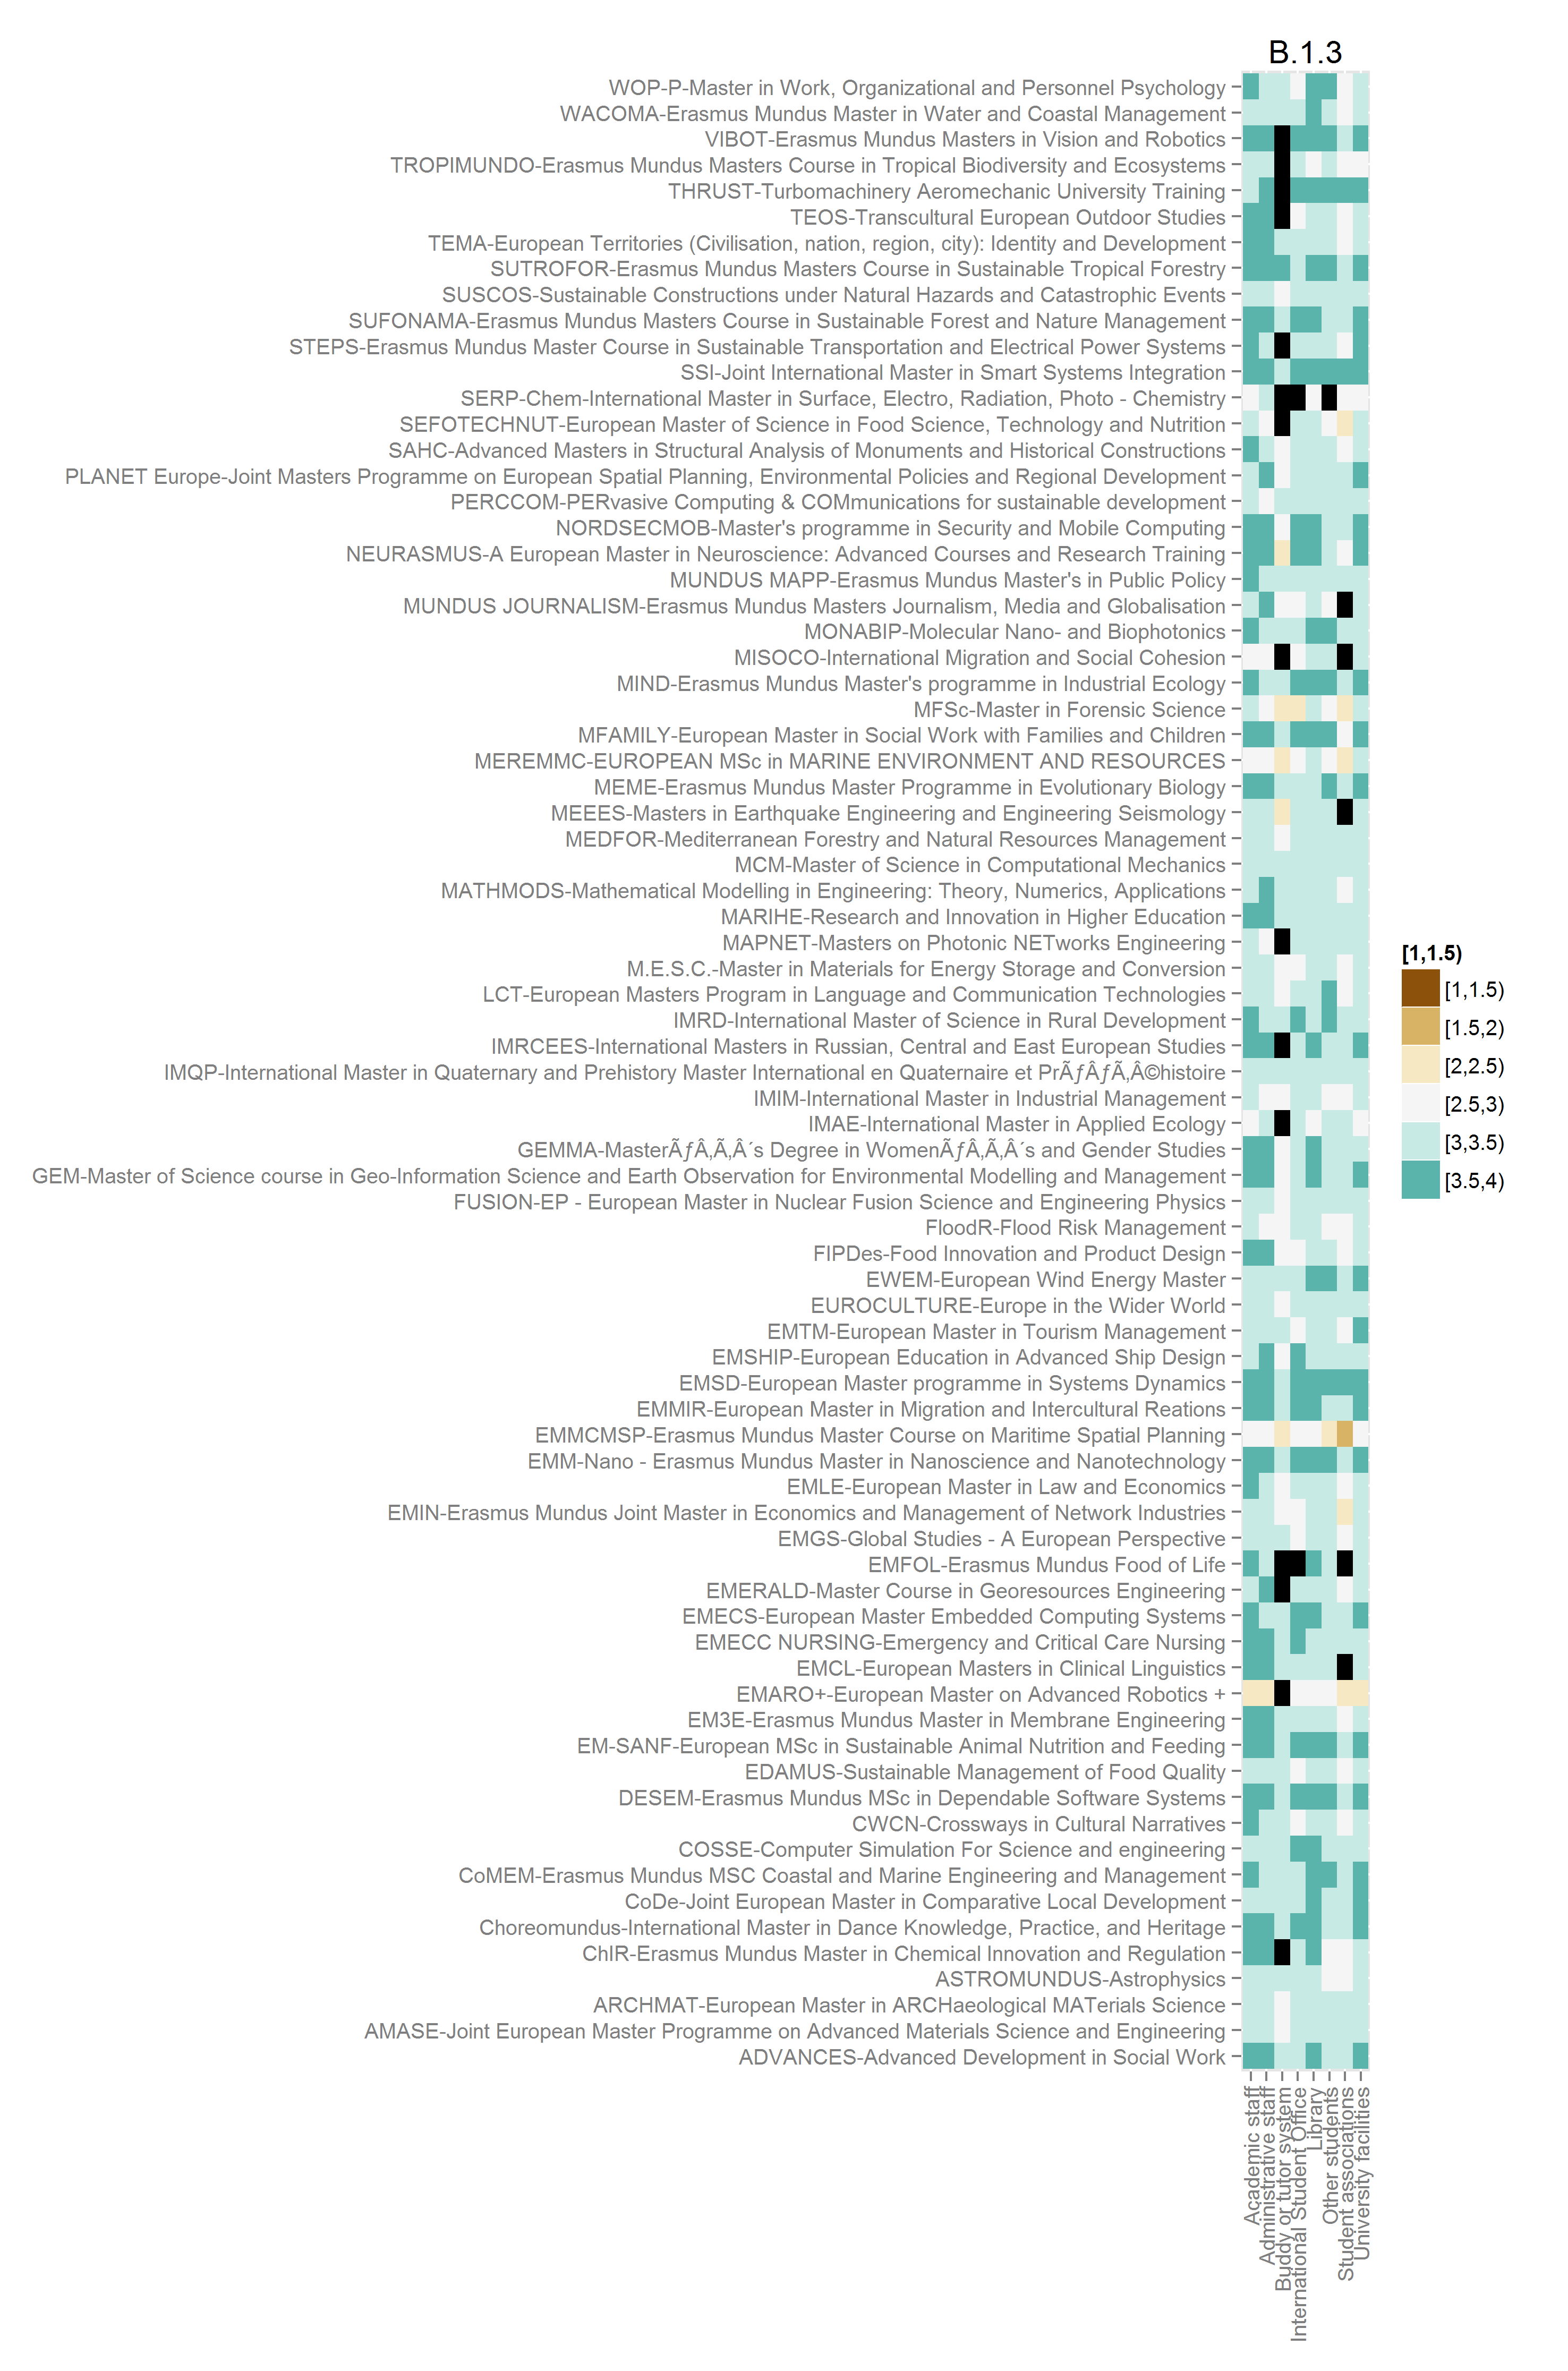 B.1.3
WOP-P-Master in Work, Organizational and Personnel Psychology
WACOMA-Erasmus Mundus Master in Water and Coastal Management
VIBOT-Erasmus Mundus Masters in Vision and Robotics
TROPIMUNDO-Erasmus Mundus Masters Course in Tropical Biodiversity and Ecosystems
THRUST-Turbomachinery Aeromechanic University Training
TEOS-Transcultural European Outdoor Studies
TEMA-European Territories (Civilisation, nation, region, city): Identity and Development
SUTROFOR-Erasmus Mundus Masters Course in Sustainable Tropical Forestry
SUSCOS-Sustainable Constructions under Natural Hazards and Catastrophic Events
SUFONAMA-Erasmus Mundus Masters Course in Sustainable Forest and Nature Management
STEPS-Erasmus Mundus Master Course in Sustainable Transportation and Electrical Power Systems
SSI-Joint International Master in Smart Systems Integration
SERP-Chem-International Master in Surface, Electro, Radiation, Photo - Chemistry
SEFOTECHNUT-European Master of Science in Food Science, Technology and Nutrition
SAHC-Advanced Masters in Structural Analysis of Monuments and Historical Constructions
PLANET Europe-Joint Masters Programme on European Spatial Planning, Environmental Policies and Regional Development
PERCCOM-PERvasive Computing & COMmunications for sustainable development
NORDSECMOB-Master's programme in Security and Mobile Computing
NEURASMUS-A European Master in Neuroscience: Advanced Courses and Research Training
MUNDUS MAPP-Erasmus Mundus Master's in Public Policy
MUNDUS JOURNALISM-Erasmus Mundus Masters Journalism, Media and Globalisation
MONABIP-Molecular Nano- and Biophotonics
MISOCO-International Migration and Social Cohesion
MIND-Erasmus Mundus Master's programme in Industrial Ecology
MFSc-Master in Forensic Science
MFAMILY-European Master in Social Work with Families and Children
MEREMMC-EUROPEAN MSc in MARINE ENVIRONMENT AND RESOURCES
MEME-Erasmus Mundus Master Programme in Evolutionary Biology
MEEES-Masters in Earthquake Engineering and Engineering Seismology
MEDFOR-Mediterranean Forestry and Natural Resources Management
MCM-Master of Science in Computational Mechanics
MATHMODS-Mathematical Modelling in Engineering: Theory, Numerics, Applications
MARIHE-Research and Innovation in Higher Education
MAPNET-Masters on Photonic NETworks Engineering
M.E.S.C.-Master in Materials for Energy Storage and Conversion
LCT-European Masters Program in Language and Communication Technologies
IMRD-International Master of Science in Rural Development
IMRCEES-International Masters in Russian, Central and East European Studies
IMQP-International Master in Quaternary and Prehistory Master International en Quaternaire et PrÃƒÂƒÃ‚Â©histoire
IMIM-International Master in Industrial Management
IMAE-International Master in Applied Ecology
GEMMA-MasterÃƒÂ‚Ã‚Â´s Degree in WomenÃƒÂ‚Ã‚Â´s and Gender Studies
GEM-Master of Science course in Geo-Information Science and Earth Observation for Environmental Modelling and Management
FUSION-EP - European Master in Nuclear Fusion Science and Engineering Physics
FloodR-Flood Risk Management
FIPDes-Food Innovation and Product Design
EWEM-European Wind Energy Master
EUROCULTURE-Europe in the Wider World
EMTM-European Master in Tourism Management
EMSHIP-European Education in Advanced Ship Design
EMSD-European Master programme in Systems Dynamics
EMMIR-European Master in Migration and Intercultural Reations
EMMCMSP-Erasmus Mundus Master Course on Maritime Spatial Planning
EMM-Nano - Erasmus Mundus Master in Nanoscience and Nanotechnology
EMLE-European Master in Law and Economics
EMIN-Erasmus Mundus Joint Master in Economics and Management of Network Industries
EMGS-Global Studies - A European Perspective
EMFOL-Erasmus Mundus Food of Life
EMERALD-Master Course in Georesources Engineering
EMECS-European Master Embedded Computing Systems
EMECC NURSING-Emergency and Critical Care Nursing
EMCL-European Masters in Clinical Linguistics
EMARO+-European Master on Advanced Robotics +
EM3E-Erasmus Mundus Master in Membrane Engineering
EM-SANF-European MSc in Sustainable Animal Nutrition and Feeding
EDAMUS-Sustainable Management of Food Quality
DESEM-Erasmus Mundus MSc in Dependable Software Systems
CWCN-Crossways in Cultural Narratives
COSSE-Computer Simulation For Science and engineering
CoMEM-Erasmus Mundus MSC Coastal and Marine Engineering and Management
CoDe-Joint European Master in Comparative Local Development
Choreomundus-International Master in Dance Knowledge, Practice, and Heritage
ChIR-Erasmus Mundus Master in Chemical Innovation and Regulation
ASTROMUNDUS-Astrophysics
ARCHMAT-European Master in ARCHaeological MATerials Science
AMASE-Joint European Master Programme on Advanced Materials Science and Engineering
ADVANCES-Advanced Development in Social Work
Academic staff
Administrative staff
Buddy or tutor system
International Student Office
Library
Other students
Student associations
University facilities
[1,1.5)
[1,1.5)
[1.5,2)
[2,2.5)
[2.5,3)
[3,3.5)
[3.5,4)